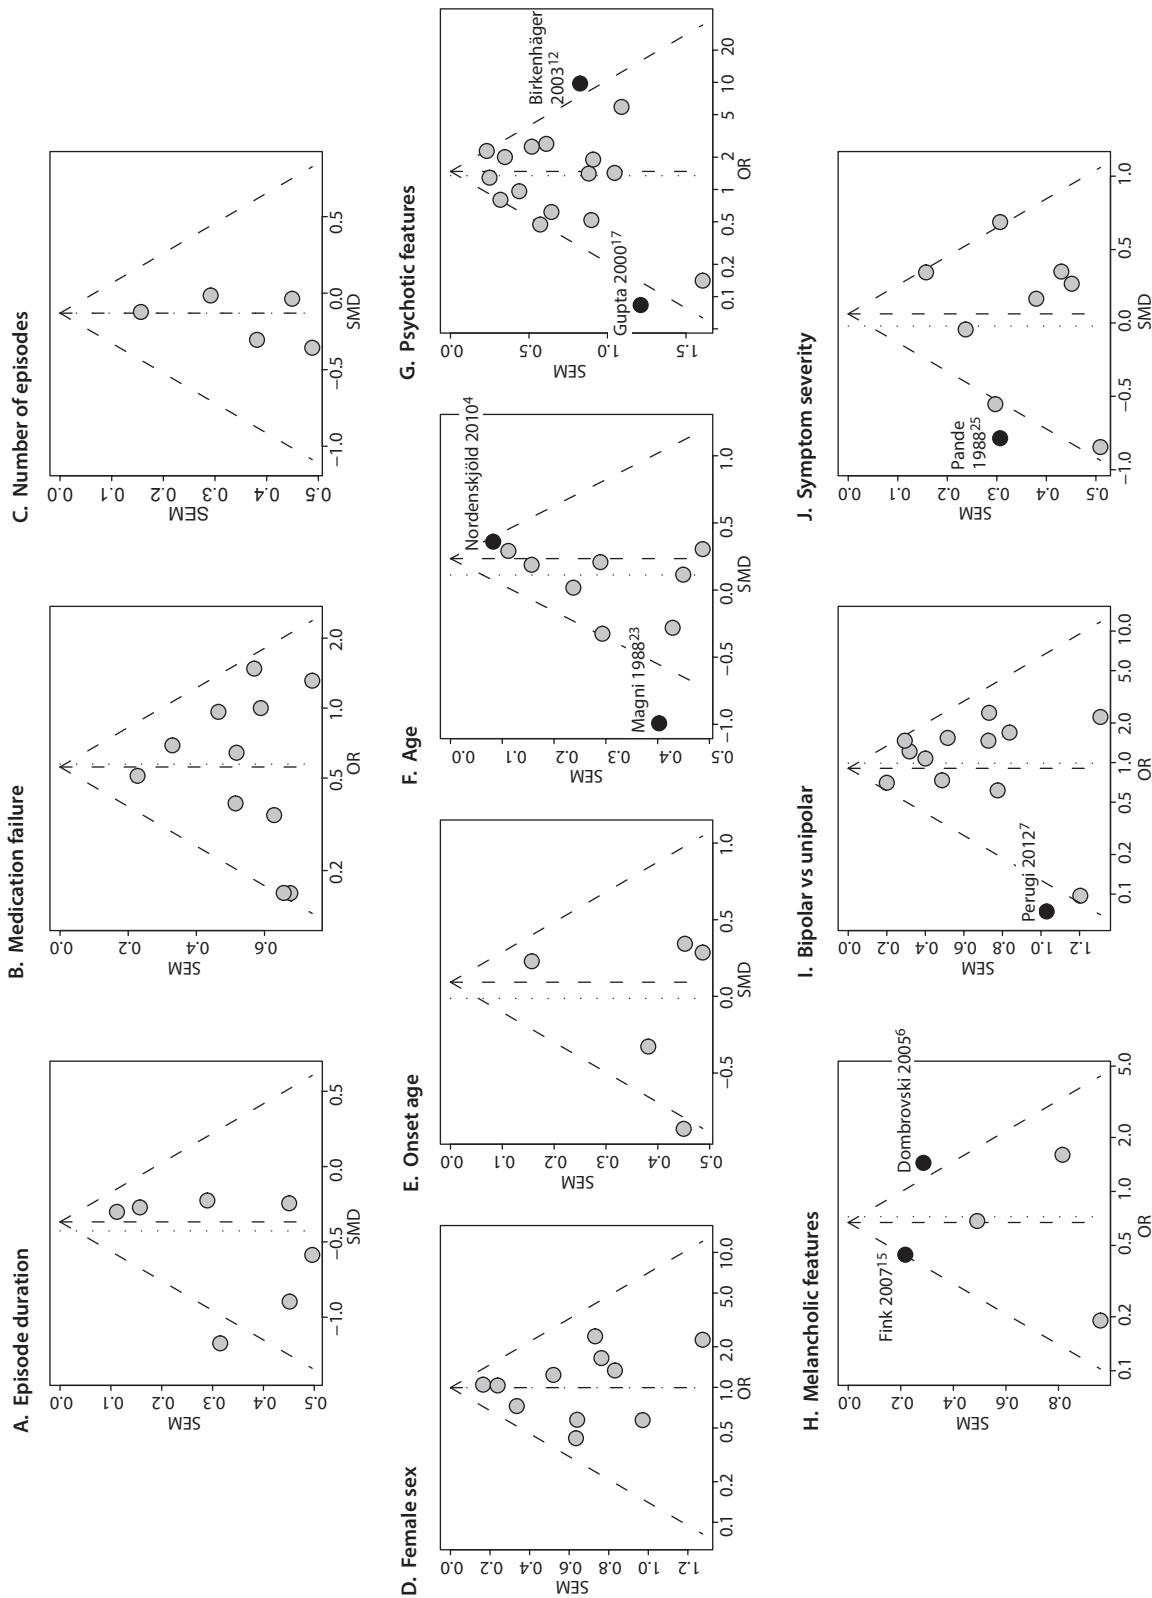 A. Episode duration
SEM
0.0
0.1
0.2
0.3
0.4
0.5
−1.0
−0.5
0.0
0.5
SMD
B. Medication failure
SEM
0.0
0.2
0.4
0.6
0.2
0.5
1.0
2.0
OR
C. Number of episodes
SEM
0.0
0.1
0.2
0.3
0.4
0.5
−1.0
−0.5
0.0
0.5
SMD
D. Female sex
SEM
0.0
0.2
0.4
0.6
0.8
1.0
1.2
0.1
0.2
0.5
1.0
2.0
5.0
10.0
OR
E. Onset age
SEM
0.0
0.1
0.2
0.3
0.4
0.5
−0.5
0.0
0.5
1.0
SMD
F. Age
Nordenskjöld 2010⁴
Magni 1988²³
SEM
0.0
0.1
0.2
0.3
0.4
0.5
−1.0
−0.5
0.0
0.5
1.0
SMD
G. Psychotic features
Birkenhäger
2003¹²
Gupta 2000¹⁷
SEM
0.0
0.5
1.0
1.5
0.1
0.2
0.5
1
2
5
10
20
OR
H. Melancholic features
Fink 2007¹⁵
Dombrovski 2005⁶
SEM
0.0
0.2
0.4
0.6
0.8
0.1
0.2
0.5
1.0
2.0
5.0
OR
I. Bipolar vs unipolar
Perugi 2012⁷
SEM
0.0
0.2
0.4
0.6
0.8
1.0
1.2
0.1
0.2
0.5
1.0
2.0
5.0
10.0
OR
J. Symptom severity
Pande
1988²⁵
SEM
0.0
0.1
0.2
0.3
0.4
0.5
−1.0
−0.5
0.0
0.5
1.0
SMD